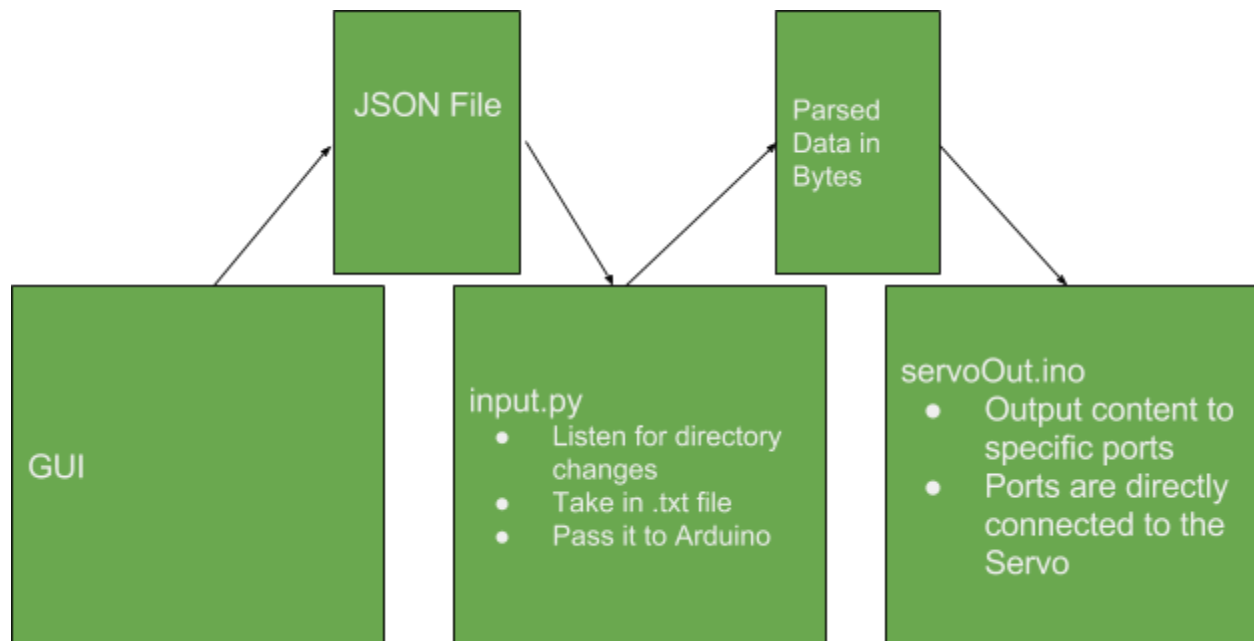 JSON File
Parsed
Data in
Bytes
GUI
input.py
● Listen for directory
changes
● Take in .txt file
● Pass it to Arduino
servoOut.ino
● Output content to
specific ports
● Ports are directly
connected to the
Servo